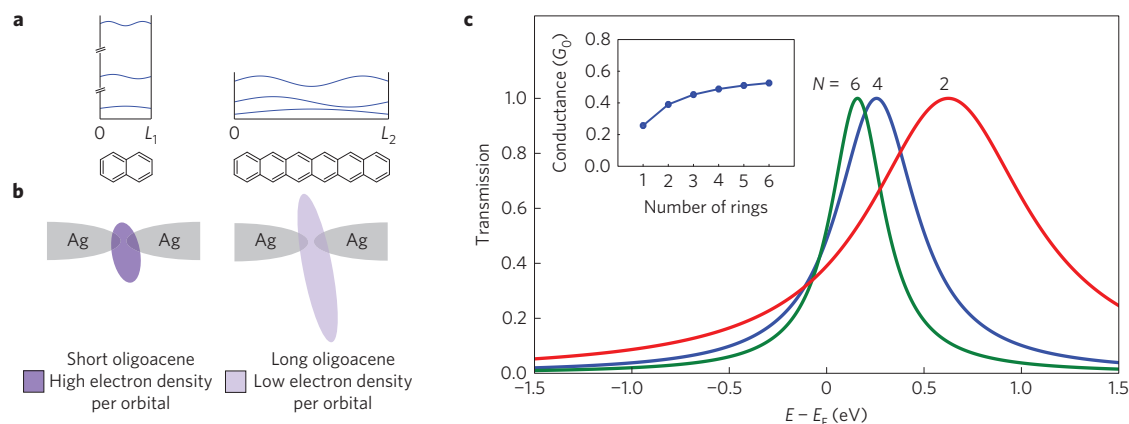 a
0 L1
0 L2
b
Ag Ag
Ag Ag
Short oligoacene
High electron density
per orbital
Long oligoacene
Low electron density
per orbital
c
Transmission
1.0
0.8
0.6
0.4
0.2
0.0
−1.5 −1.0 −0.5 0 0.5 1.0 1.5
E − EF (eV)
N = 6 4 2
Conductance (G0)
0.8
0.6
0.4
0.2
0.0
1 2 3 4 5 6
Number of rings